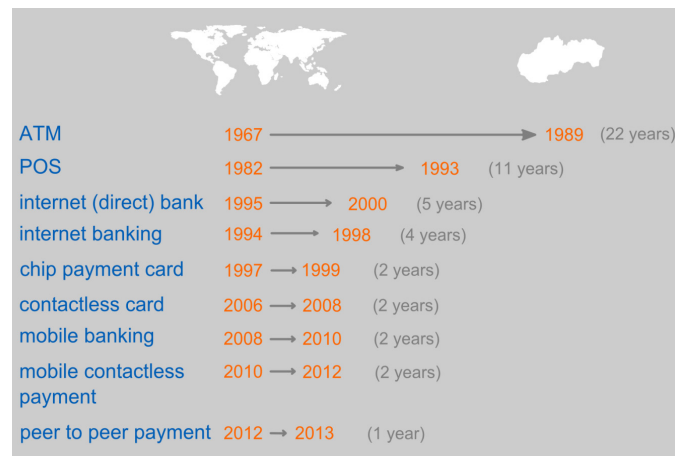 ATM 1967 1989 (22 years)
POS 1982 1993 (11 years)
internet (direct) bank 1995 2000 (5 years)
internet banking 1994 1998 (4 years)
chip payment card 1997 1999 (2 years)
contactless card 2006 2008 (2 years)
mobile banking 2008 2010 (2 years)
mobile contactless 2010 2012 (2 years)
payment
peer to peer payment 2012 2013 (1 year)